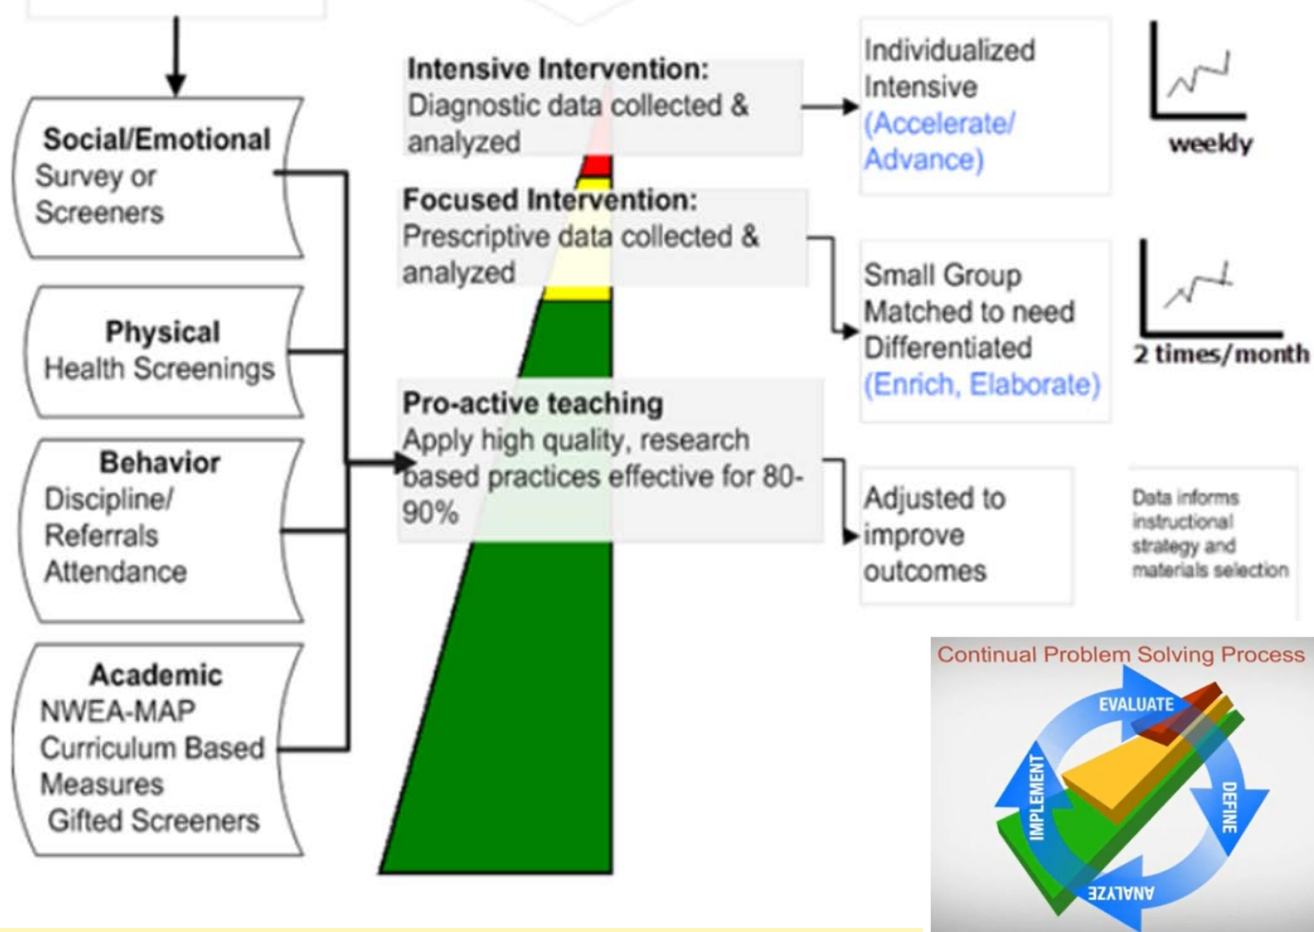 Social/Emotional
Survey or
Screeners
Physical
Health Screenings
Behavior
Discipline/
Referrals
Attendance
Academic
NWEA-MAP
Curriculum Based
Measures
Gifted Screeners
Intensive Intervention:
Diagnostic data collected &
analyzed
Focused Intervention:
Prescriptive data collected &
analyzed
Pro-active teaching
Apply high quality, research
based practices effective for 80-
90%
Individualized
Intensive
(Accelerate/
Advance)
weekly
Small Group
Matched to need
Differentiated
(Enrich, Elaborate)
2 times/month
Adjusted to
improve
outcomes
Data informs
instructional
strategy and
materials selection
Continual Problem Solving Process
EVALUATE
DEFINE
ANALYZE
IMPLEMENT